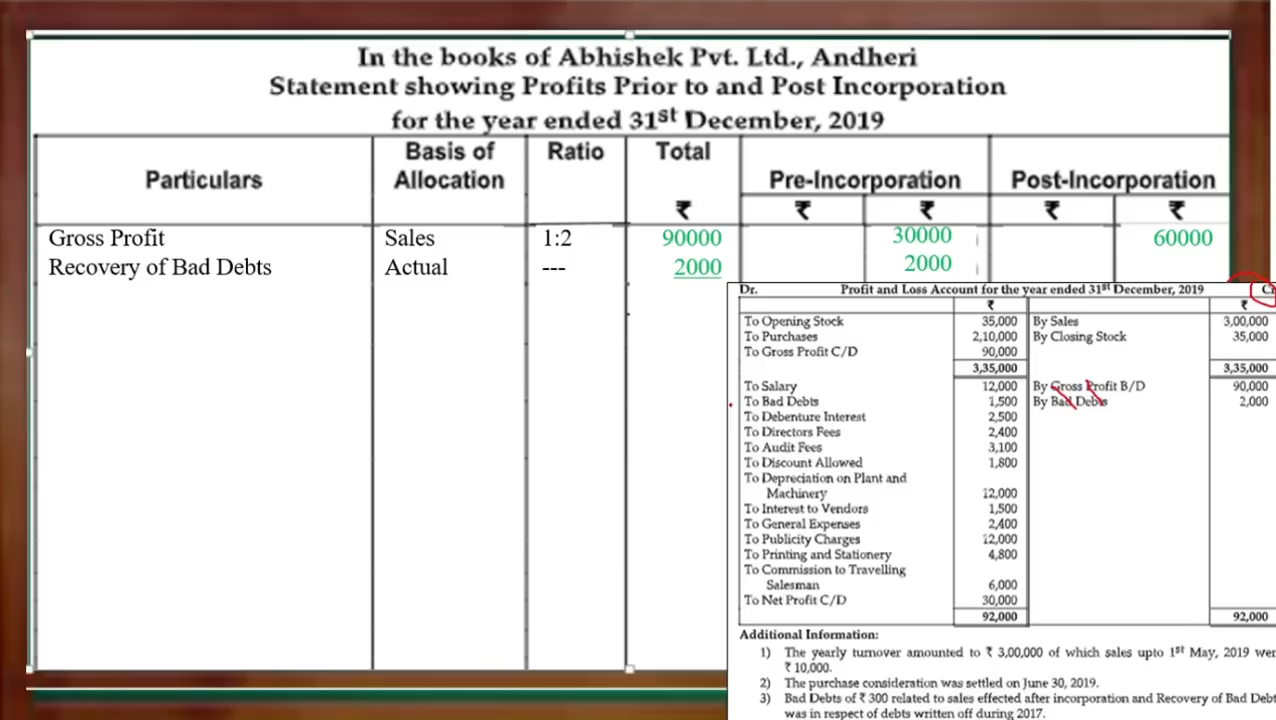 In the books of Abhishek Pvt. Ltd., Andheri
Statement showing Profits Prior to and Post Incorporation
for the year ended 31st December, 2019
Particulars Basis of Allocation Ratio Total ₹ Pre-Incorporation ₹ ₹ Post-Incorporation ₹ ₹
Gross Profit Sales 1:2 90000 30000 60000
Recovery of Bad Debts Actual --- 2000 2000
Dr. Profit and Loss Account for the year ended 31st December, 2019
₹ ₹
To Opening Stock 35,000 By Sales 3,00,000
To Purchases 2,10,000 By Closing Stock 35,000
To Gross Profit C/D 90,000
3,35,000 3,35,000
To Salary 12,000 By Gross Profit B/D 90,000
To Bad Debts 1,500 By Bad Debts 2,000
To Debenture Interest 2,500
To Directors Fees 2,400
To Audit Fees 3,100
To Discount Allowed 1,800
To Depreciation on Plant and
Machinery 12,000
To Interest to Vendors 1,500
To General Expenses 2,400
To Publicity Charges 12,000
To Printing and Stationery 4,800
To Commission to Travelling
Salesman 6,000
To Net Profit C/D 30,000
92,000 92,000
Additional Information:
1) The yearly turnover amounted to ₹ 3,00,000 of which sales upto 1st May, 2019
₹ 10,000.
2) The purchase consideration was settled on June 30, 2019.
3) Bad Debts of ₹ 300 related to sales effected after incorporation and Recovery of Bad
was in respect of debts written off during 2017.